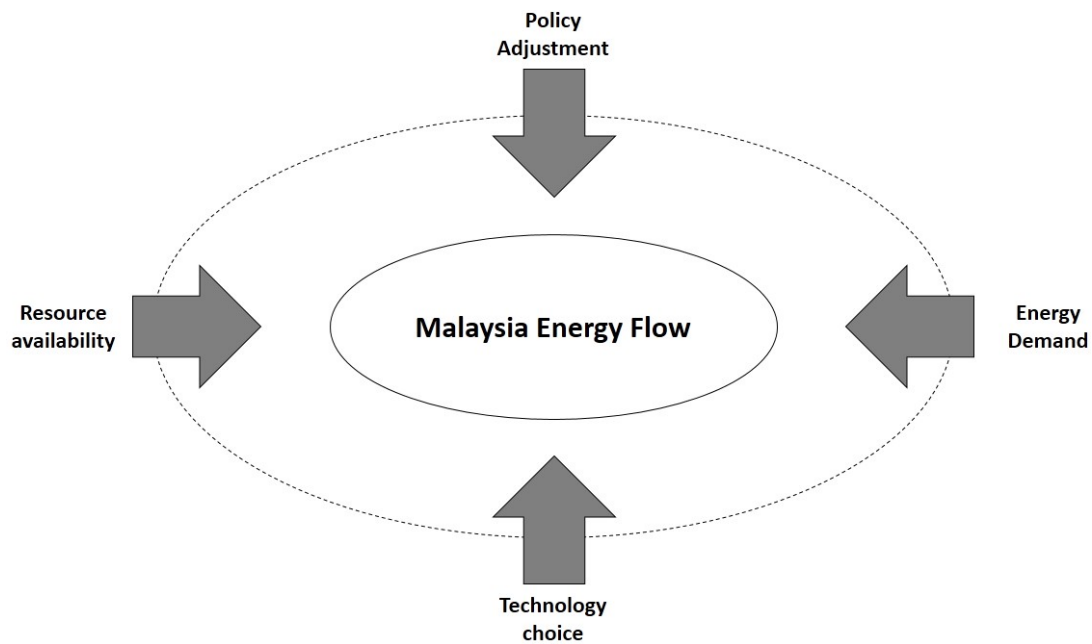 Policy
Adjustment
Resource
availability
Malaysia Energy Flow
Energy
Demand
Technology
choice